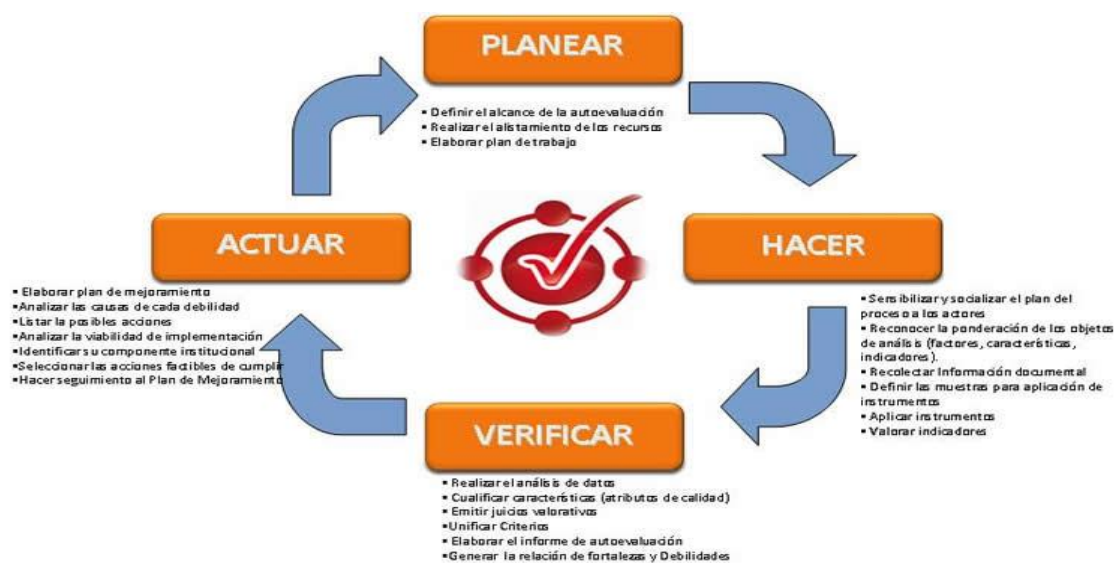 PLANEAR
▪ Definir el alcance de la autoevaluación
▪ Realizar el alistamiento de los recursos
▪ Elaborar plan de trabajo
ACTUAR
▪ Elaborar plan de mejoramiento
▪Analizar las causas de cada debilidad
▪Listar la posibles acciones
▪Analizar la viabilidad de implementación
▪Identificar su componente institucional
▪Seleccionar las acciones factibles de cumplir
▪Hacer seguimiento al Plan de Mejoramiento
HACER
▪ Sensibilizar y socializar el plan del
proceso a los actores
▪ Reconocer la ponderación de los objetos
de análisis (factores, características,
indicadores).
▪ Recolectar Información documental
▪ Definir las muestras para aplicación de
instrumentos
▪ Aplicar instrumentos
▪ Valorar indicadores
VERIFICAR
▪ Realizar el análisis de datos
▪ Cualificar características (atributos de calidad)
▪ Emitir juicios valorativos
▪Unificar Criterios
▪ Elaborar el informe de autoevaluación
▪ Generar la relación de fortalezas y Debilidades